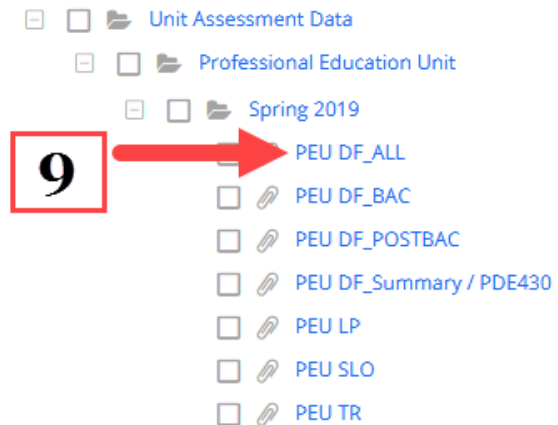 Unit Assessment Data
Professional Education Unit
Spring 2019
9
PEU DF_ALL
PEU DF_BAC
PEU DF_POSTBAC
PEU DF_Summary / PDE430
PEU LP
PEU SLO
PEU TR